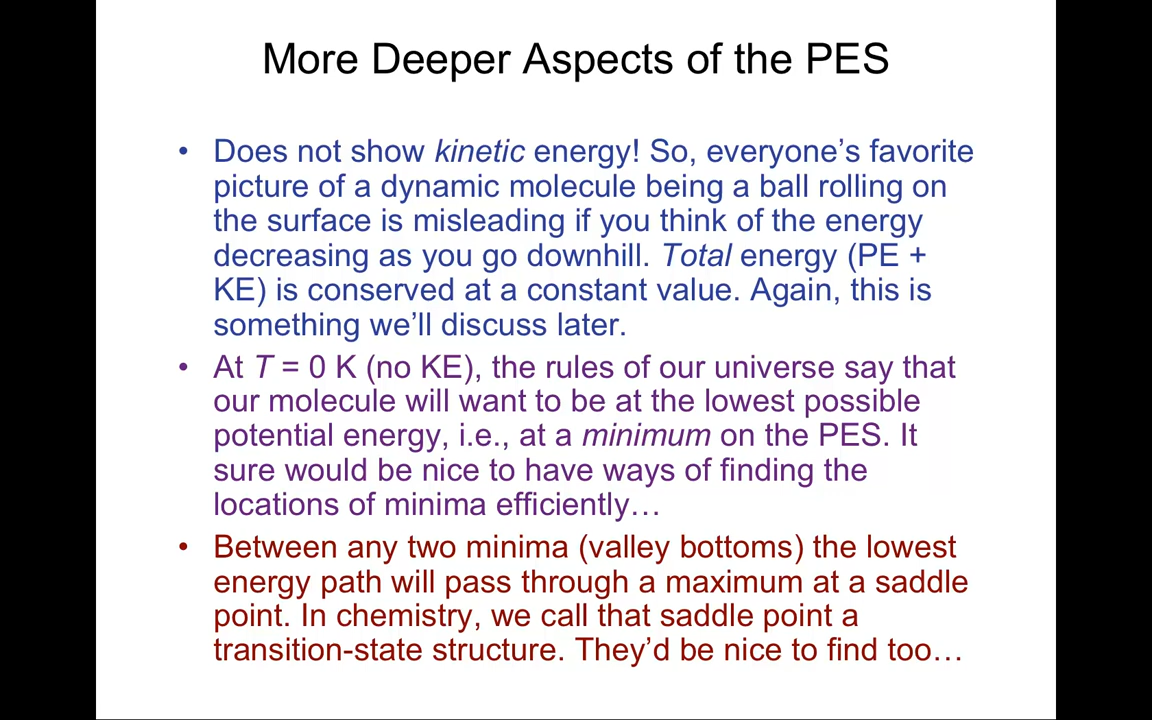 More Deeper Aspects of the PES
• Does not show kinetic energy! So, everyone’s favorite
picture of a dynamic molecule being a ball rolling on
the surface is misleading if you think of the energy
decreasing as you go downhill. Total energy (PE +
KE) is conserved at a constant value. Again, this is
something we’ll discuss later.
• At T = 0 K (no KE), the rules of our universe say that
our molecule will want to be at the lowest possible
potential energy, i.e., at a minimum on the PES. It
sure would be nice to have ways of finding the
locations of minima efficiently…
• Between any two minima (valley bottoms) the lowest
energy path will pass through a maximum at a saddle
point. In chemistry, we call that saddle point a
transition-state structure. They’d be nice to find too…